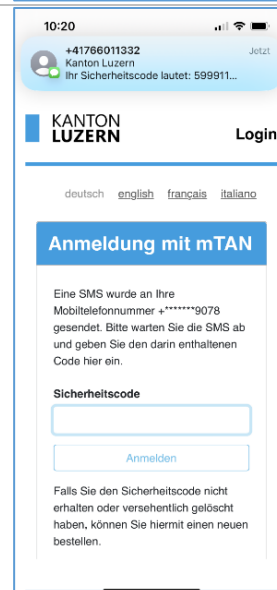 10:20
+41766011332
Jetzt
Kanton Luzern
Ihr Sicherheitscode lautet: 599911...
KANTON
LUZERN
Login
deutsch english français italiano
Anmeldung mit mTAN
Eine SMS wurde an Ihre
Mobiltelefonnummer +*******9078
gesendet. Bitte warten Sie die SMS ab
und geben Sie den darin enthaltenen
Code hier ein.
Sicherheitscode
Anmelden
Falls Sie den Sicherheitscode nicht
erhalten oder versehentlich gelöscht
haben, können Sie hiermit einen neuen
bestellen.